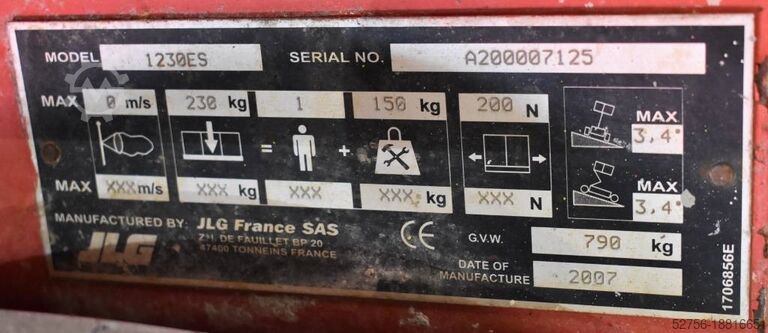 MODEL 1230ES SERIAL NO. A200007125
MAX 0 m/s 230 kg 1 150 kg 200 N MAX 3,4°
= +
MAX XXX m/s XXX kg XXX XXX kg XXX N MAX 3,4°
MANUFACTURED BY: JLG France SAS
Z.I. DE FAUILLET BP 20
47400 TONNEINS FRANCE
JLG CE G.V.W. 790 kg
DATE OF MANUFACTURE 2007
1706856E
52756-18816651